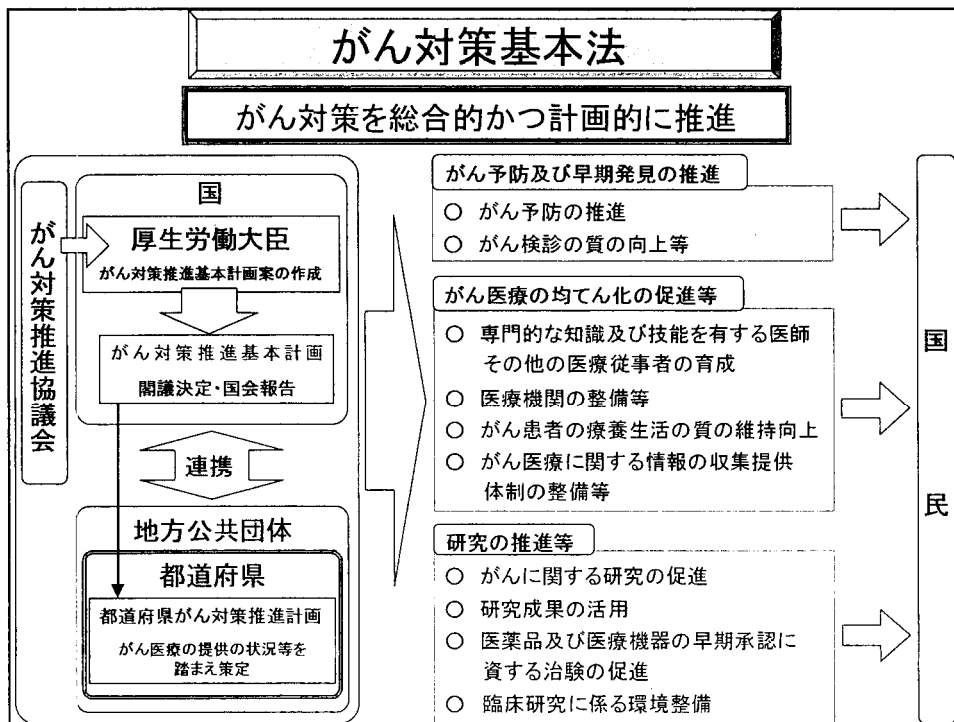 がん対策基本法
がん対策を総合的かつ計画的に推進
がん対策推進協議会
国
厚生労働大臣
がん対策推進基本計画案の作成
がん対策推進基本計画
閣議決定・国会報告
連携
地方公共団体
都道府県
都道府県がん対策推進計画
がん医療の提供の状況等を
踏まえ策定
がん予防及び早期発見の推進
○ がん予防の推進
○ がん検診の質の向上等
がん医療の均てん化の促進等
○ 専門的な知識及び技能を有する医師
その他の医療従事者の育成
○ 医療機関の整備等
○ がん患者の療養生活の質の維持向上
○ がん医療に関する情報の収集提供
体制の整備等
研究の推進等
○ がんに関する研究の促進
○ 研究成果の活用
○ 医薬品及び医療機器の早期承認に
資する治験の促進
○ 臨床研究に係る環境整備
国民